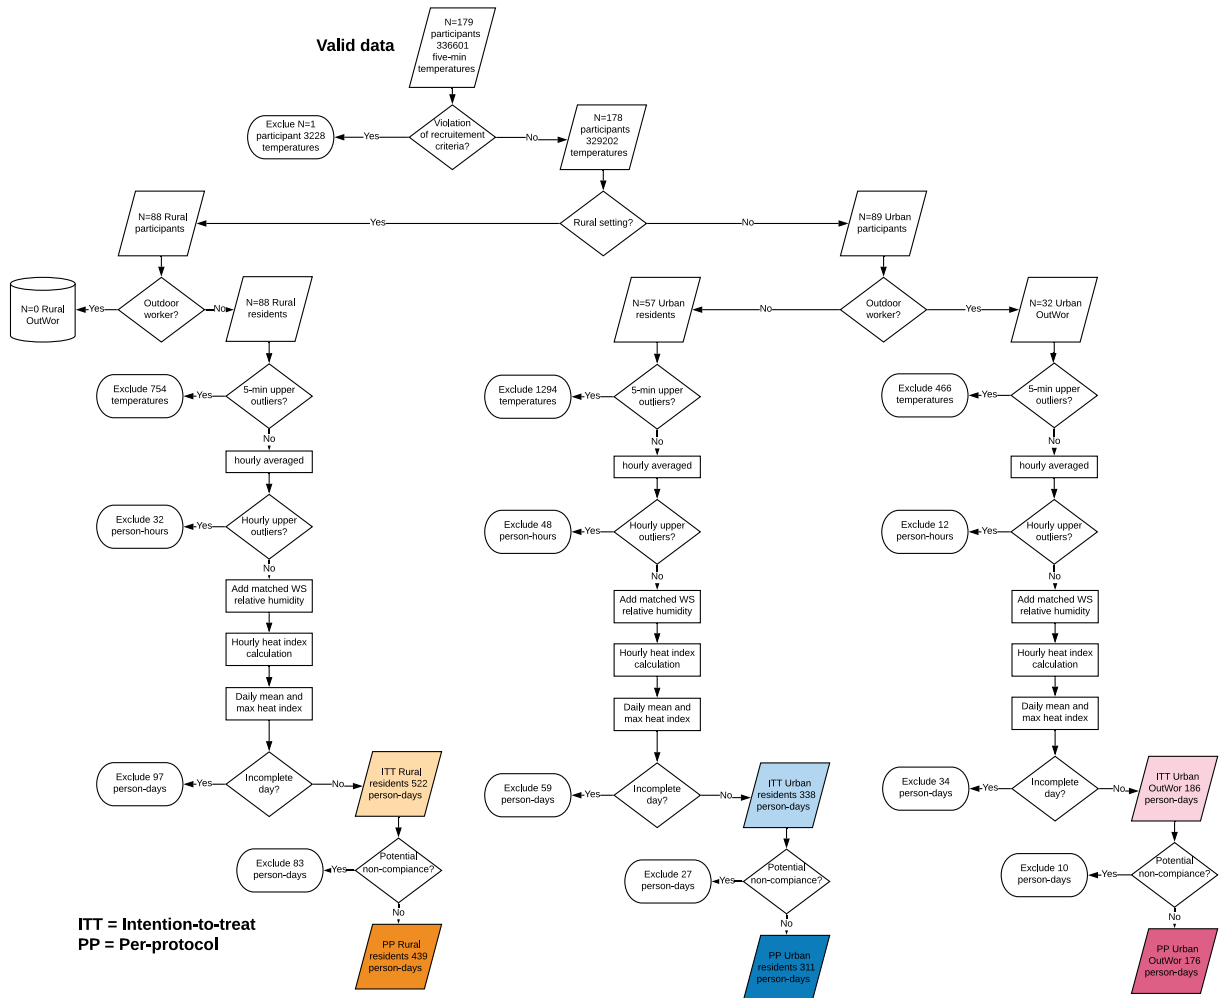 Valid data
N=179
participants
336601
five-min
temperatures
Exclue N=1
participant 3228
temperatures
Yes
Violation
of recruitement
criteria?
No
N=178
participants
329202
temperatures
N=88 Rural
participants
Yes
Rural setting?
No
N=89 Urban
participants
N=0 Rural
OutWor
Yes
Outdoor
worker?
No
N=88 Rural
residents
N=57 Urban
residents
No
Outdoor
worker?
Yes
N=32 Urban
OutWor
Exclude 754
temperatures
Yes
5-min upper
outliers?
No
hourly averaged
Exclude 32
person-hours
Yes
Hourly upper
outliers?
No
Add matched WS
relative humidity
Hourly heat index
calculation
Daily mean and
max heat index
Exclude 97
person-days
Yes
Incomplete
day?
No
ITT Rural
residents 522
person-days
Exclude 83
person-days
Yes
Potential
non-compiance?
No
PP Rural
residents 439
person-days
Exclude 1294
temperatures
Yes
5-min upper
outliers?
No
hourly averaged
Exclude 48
person-hours
Yes
Hourly upper
outliers?
No
Add matched WS
relative humidity
Hourly heat index
calculation
Daily mean and
max heat index
Exclude 59
person-days
Yes
Incomplete
day?
No
ITT Urban
residents 338
person-days
Exclude 27
person-days
Yes
Potential
non-compiance?
No
PP Urban
residents 311
person-days
Exclude 466
temperatures
Yes
5-min upper
outliers?
No
hourly averaged
Exclude 12
person-hours
Yes
Hourly upper
outliers?
No
Add matched WS
relative humidity
Hourly heat index
calculation
Daily mean and
max heat index
Exclude 34
person-days
Yes
Incomplete
day?
No
ITT Urban
OutWor 186
person-days
Exclude 10
person-days
Yes
Potential
non-compiance?
No
PP Urban
OutWor 176
person-days
ITT = Intention-to-treat
PP = Per-protocol